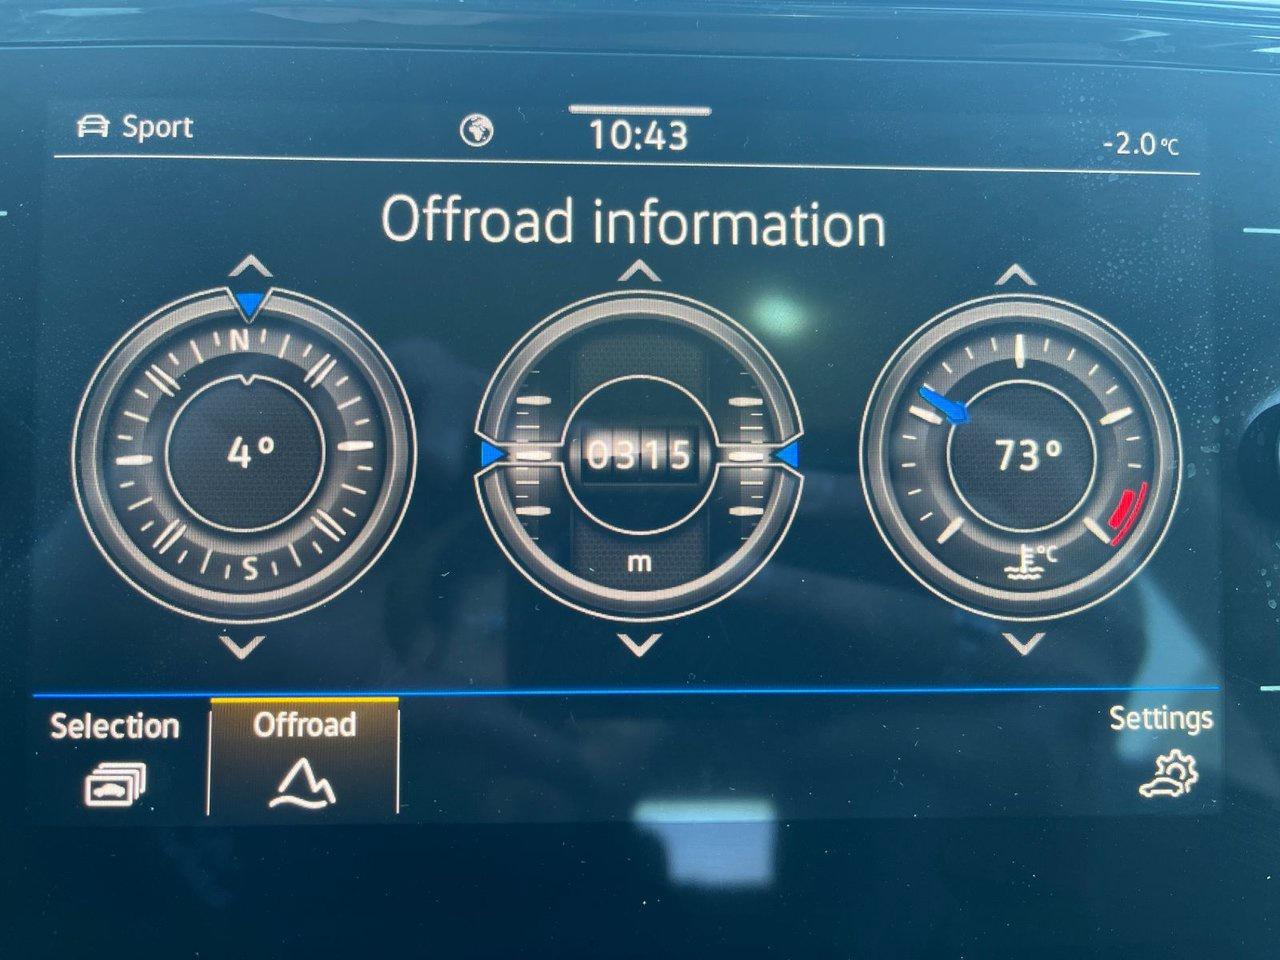 Sport
10:43
-2.0°C
Offroad information
N
4°
S
0315
m
73°
°C
Selection
Offroad
Settings